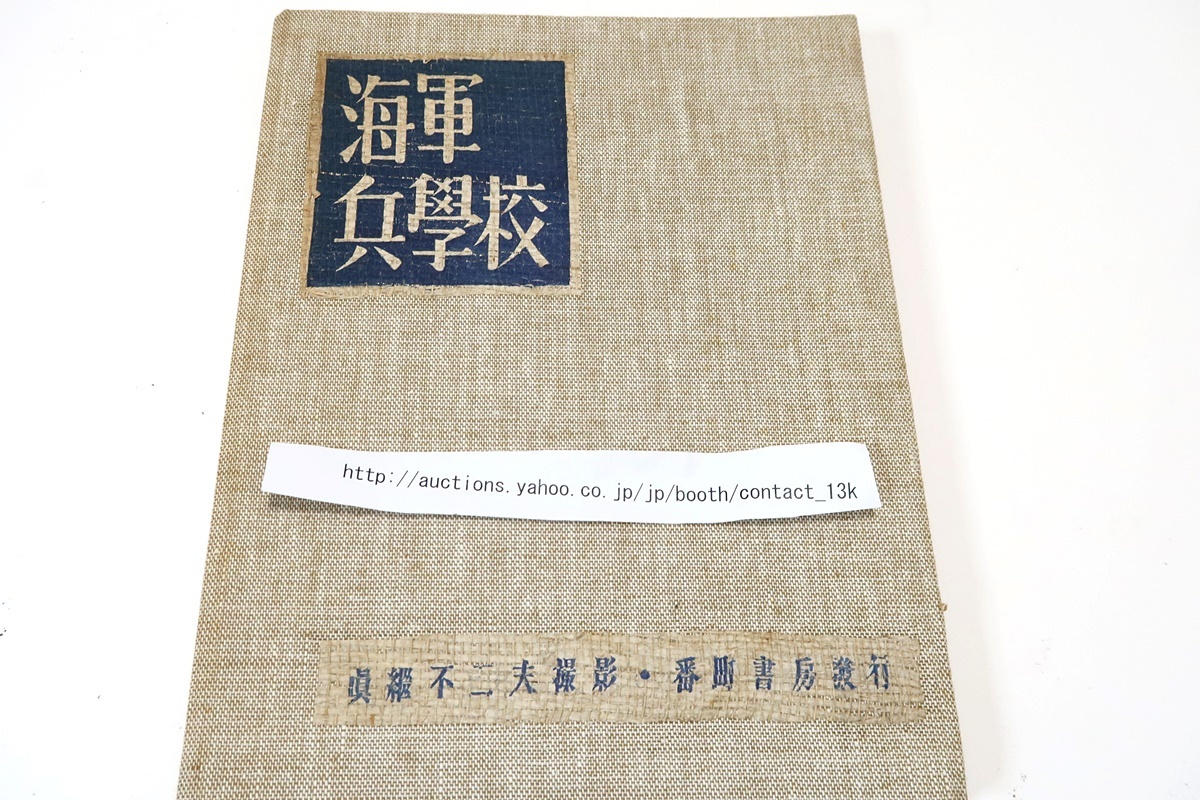 海軍
兵學校
http://auctions.yahoo.co.jp/jp/booth/contact_13k
眞繼不二夫撮影・番町書房發行